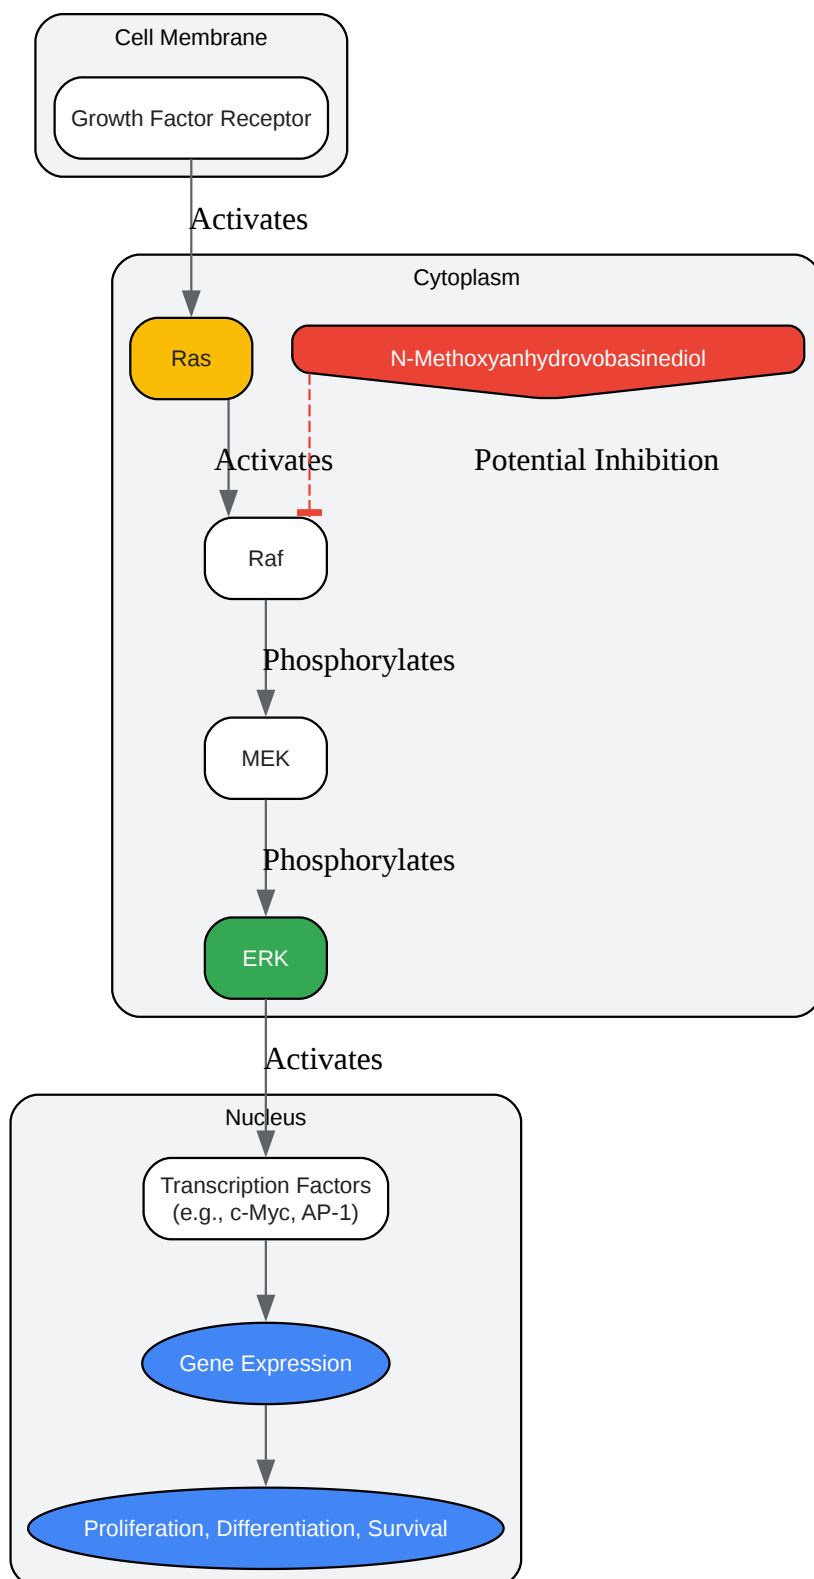 Cell Membrane
Growth Factor Receptor
Activates
Cytoplasm
Ras
N-Methoxyanhydrovobasinediol
Activates
Potential Inhibition
Raf
Phosphorylates
MEK
Phosphorylates
ERK
Activates
Nucleus
Transcription Factors
(e.g., c-Myc, AP-1)
Gene Expression
Proliferation, Differentiation, Survival